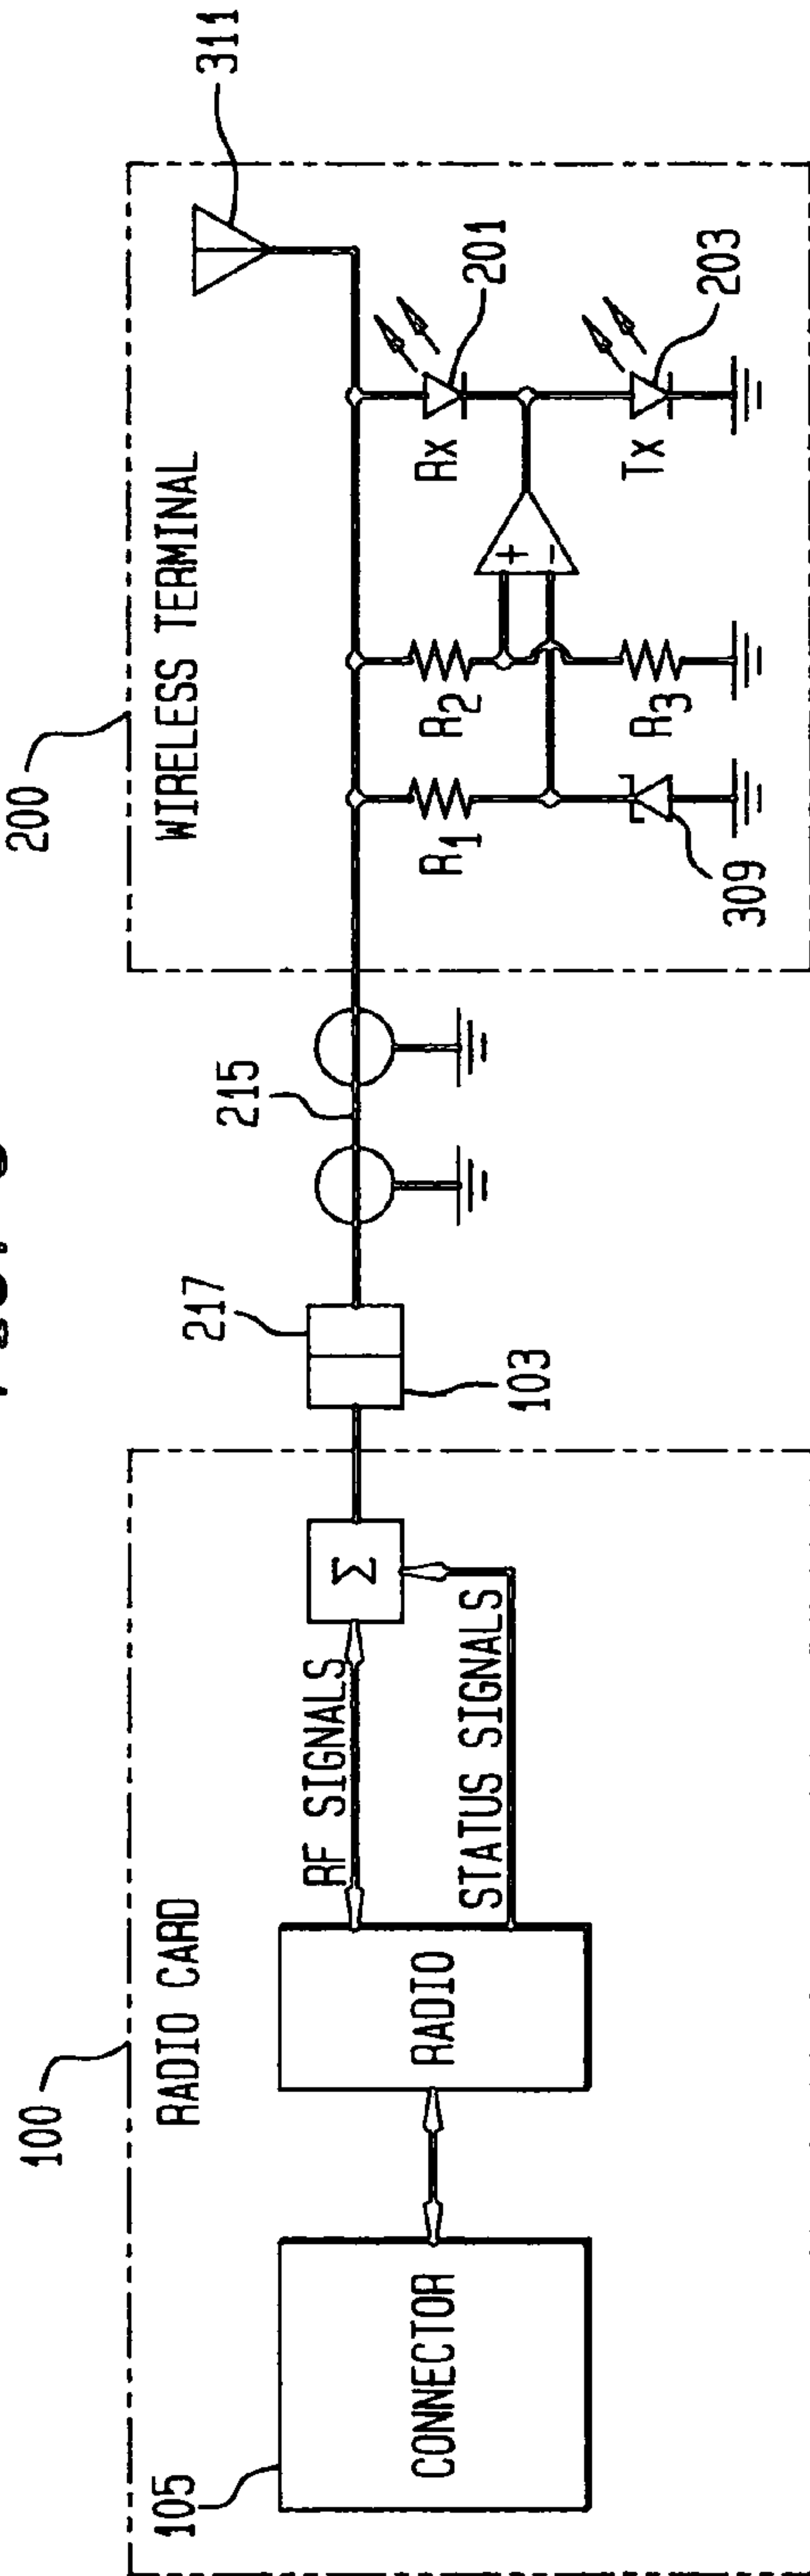 100
RADIO CARD
105
CONNECTOR
RADIO
RF SIGNALS
STATUS SIGNALS
Σ
103
217
215
200
WIRELESS TERMINAL
R1
R2
R3
309
+
-
Rx
201
Tx
203
311